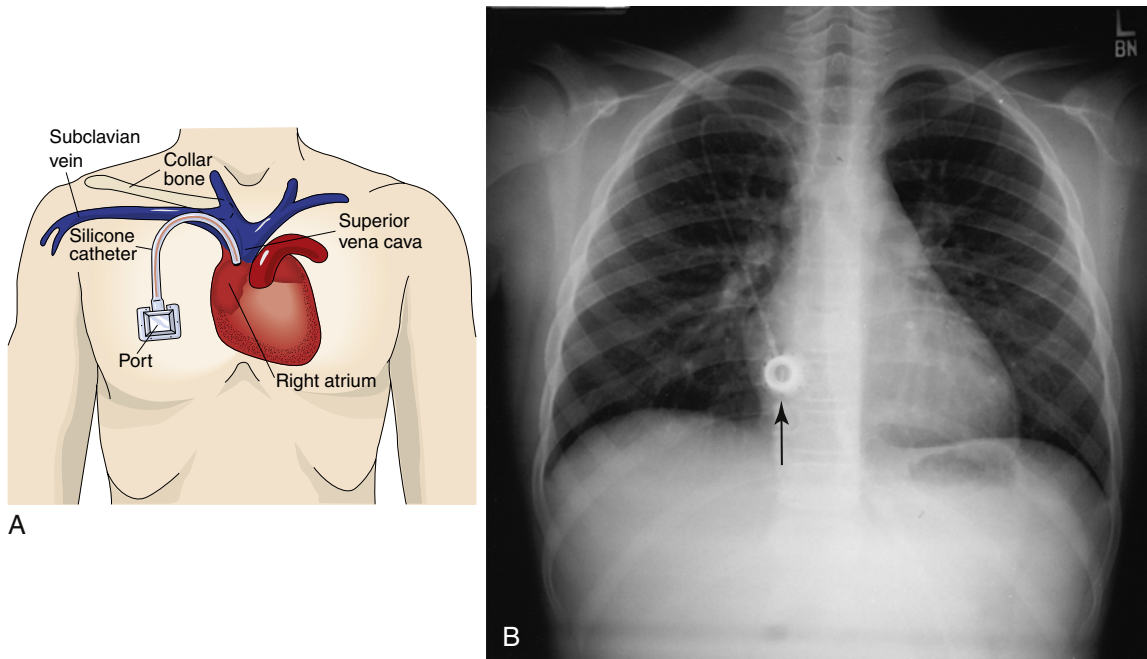 Subclavian
vein
Collar
bone
Silicone
catheter
Superior
vena cava
Port
Right atrium
A
L
BN
B